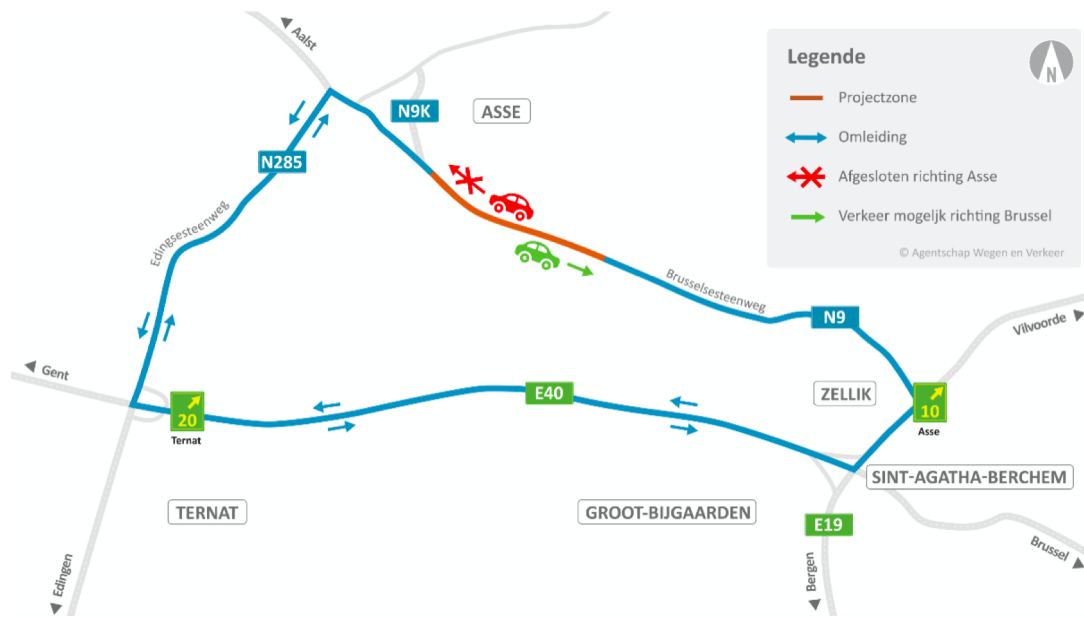 Aalst
Legende
N
Projectzone
Omleiding
Afgesloten richting Asse
Verkeer mogeljk richting Brussel
© Agentschap Wegen en Verkeer
N9K
ASSE
N285
Edingsesteenweg
Brusselsesteenweg
N9
Vilvoorde
Gent
E40
ZELLIK
20
Ternat
10
Asse
SINT-AGATHA-BERCHEM
TERNAT
GROOT-BIJGAARDEN
E19
Brussel
Edingen
Bergen